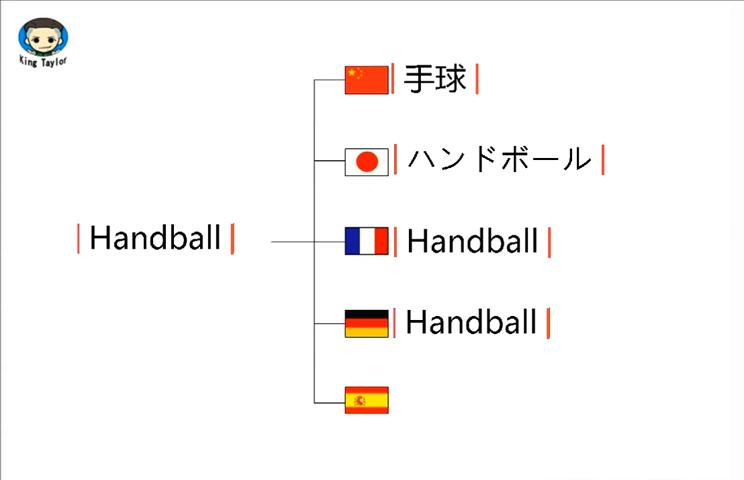 King Taylor
手球
ハンドボール
Handball
Handball
Handball